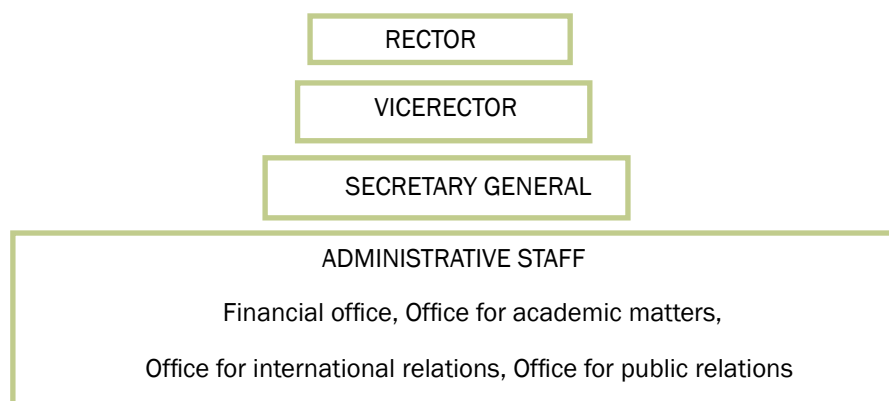 RECTOR
VICERECTOR
SECRETARY GENERAL
ADMINISTRATIVE STAFF
Financial office, Office for academic matters,
Office for international relations, Office for public relations